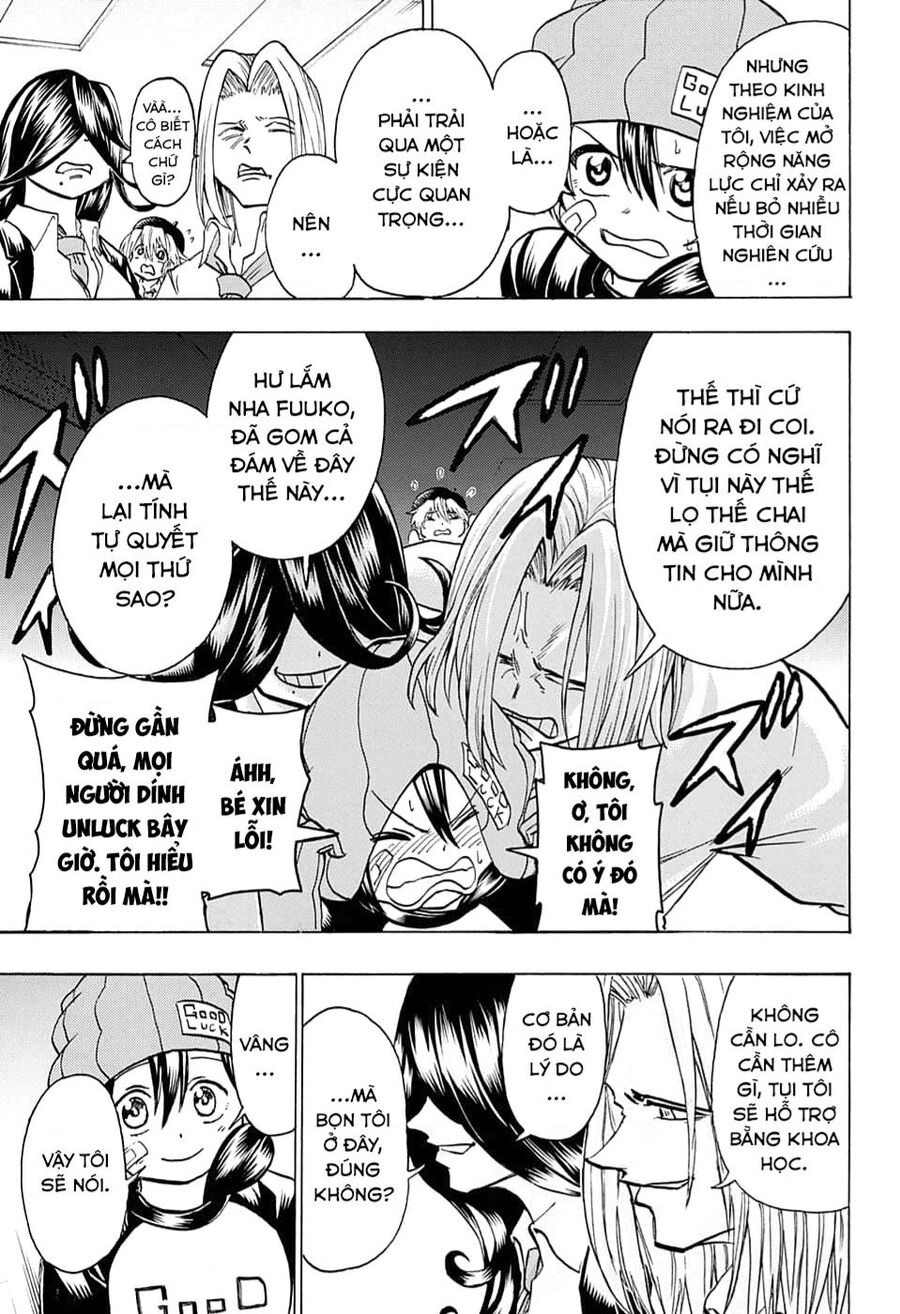 NHƯNG
THEO KINH
NGHIỆM CỦA
TÔI, VIỆC MỞ
RỘNG NĂNG
LỰC CHỈ XẢY RA
NẾU BỎ NHIỀU
THỜI GIAN
NGHIÊN CỨU
...
GOOD
LUCK
...
HOẶC
LÀ...
...
PHẢI TRẢI
QUA MỘT
SỰ KIỆN
CỰC QUAN
TRỌNG...
NÊN
...
VÀÀ...
CÔ BIẾT
CÁCH
CHỨ
GÌ?
THẾ THÌ CỨ
NÓI RA ĐI COI.
ĐỪNG CÓ NGHĨ
VÌ TỤI NÀY THẾ
LỌ THẾ CHAI
MÀ GIỮ THÔNG
TIN CHO MÌNH
NỮA.
HƯ LẮM
NHA FUUKO,
ĐÃ GOM CẢ
ĐÁM VỀ ĐÂY
THẾ NÀY...
...MÀ
LẠI TÍNH
TỰ QUYẾT
MỌI THỨ
SAO?
KHÔNG,
Ơ, TÔI
KHÔNG
CÓ Ý ĐÓ
MÀ!
ÁHH,
BÉ XIN
LỖI!
ĐỪNG GẦN
QUÁ, MỌI
NGƯỜI DÍNH
UNLUCK BÂY
GIỜ. TÔI HIỂU
RỒI MÀ!!
KHÔNG
CẦN LO. CÔ
CẦN THÊM
GÌ, TỤI TÔI
SẼ HỖ TRỢ
BẰNG KHOA
HỌC.
CƠ BẢN
ĐÓ LÀ
LÝ DO
...
...MÀ
BỌN TÔI
Ở ĐÂY,
ĐÚNG
KHÔNG?
VÂNG
...
GOOD
LUCK
VẬY TÔI
SẼ NÓI.
GOOD